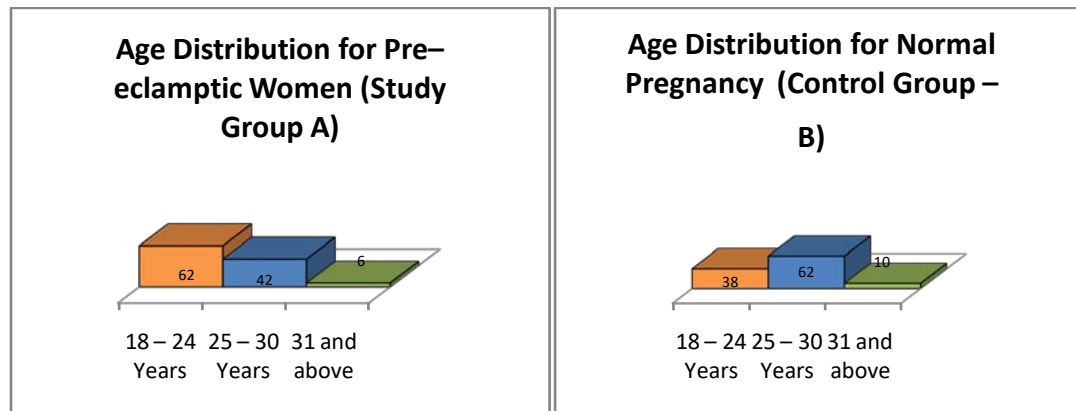 Age Distribution for Pre–
eclamptic Women (Study
Group A)
62
42
6
18 – 24
Years
25 – 30
Years
31 and
above
Age Distribution for Normal
Pregnancy (Control Group –
B)
38
62
10
18 – 24
Years
25 – 30
Years
31 and
above